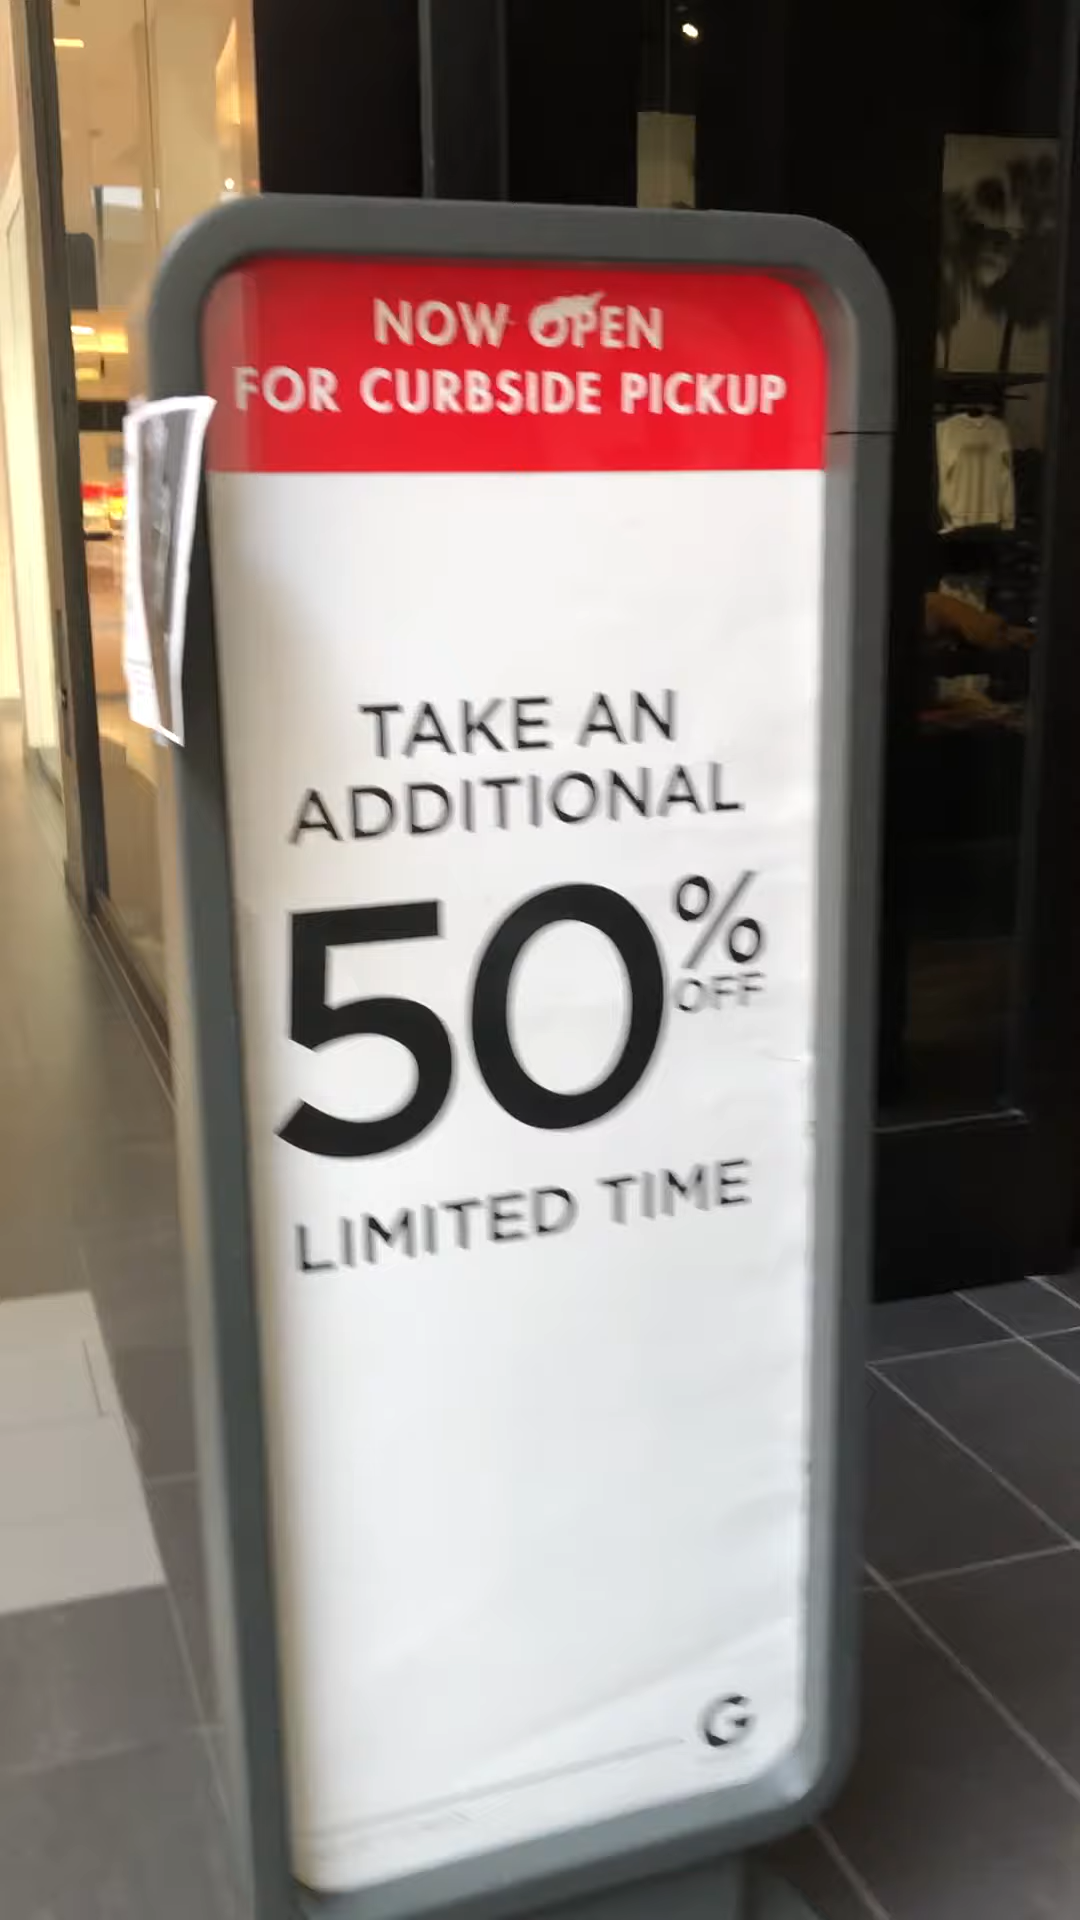 NOW OPEN
FOR CURBSIDE PICKUP
TAKE AN
ADDITIONAL
50%
OFF
LIMITED TIME
G